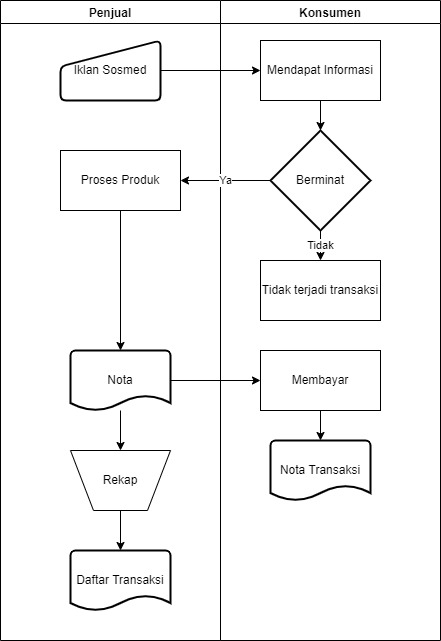 Penjual
Konsumen
Iklan Sosmed
Mendapat Informasi
Proses Produk
Ya
Berminat
Tidak
Tidak terjadi transaksi
Nota
Membayar
Rekap
Nota Transaksi
Daftar Transaksi